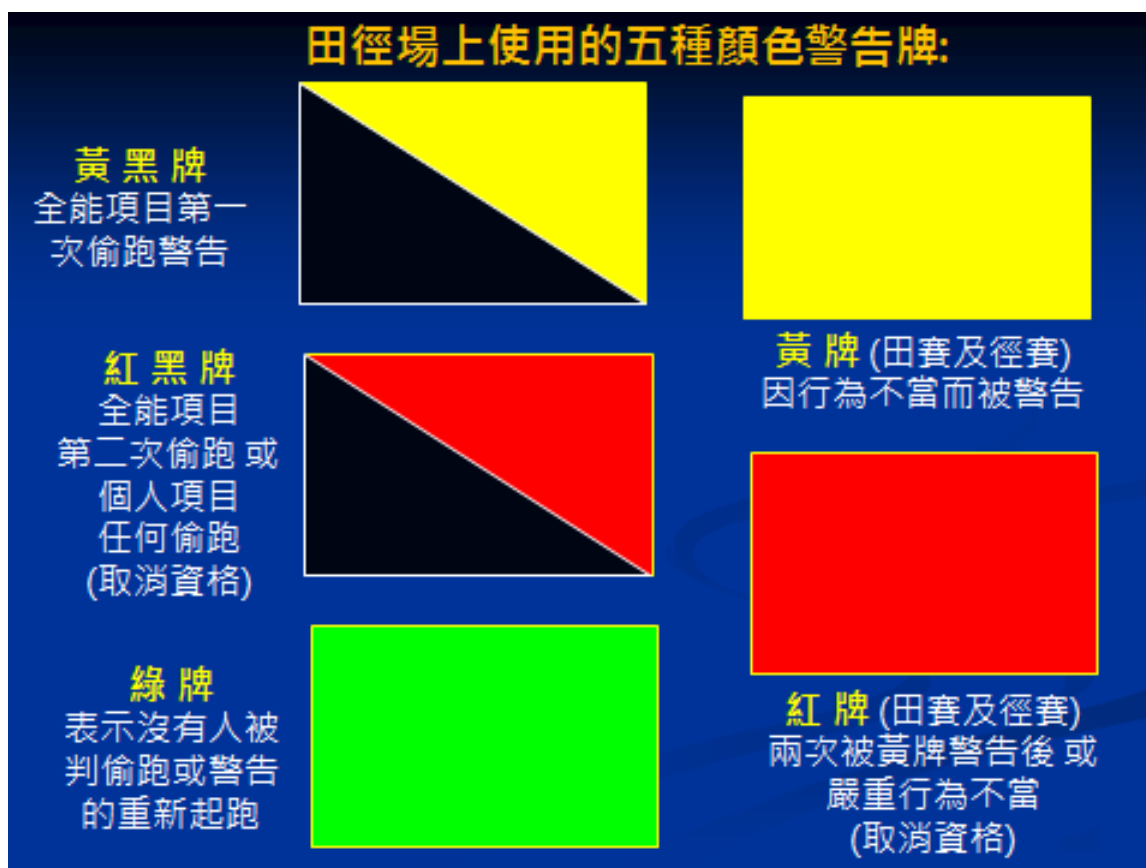 田徑場上使用的五種顏色警告牌:
黃 黑 牌
全能項目第一
次偷跑警告
紅 黑 牌
全能項目
第二次偷跑 或
個人項目
任何偷跑
(取消資格)
綠 牌
表示沒有人被
判偷跑或警告
的重新起跑
黃 牌 (田賽及徑賽)
因行為不當而被警告
紅 牌 (田賽及徑賽)
兩次被黃牌警告後 或
嚴重行為不當
(取消資格)